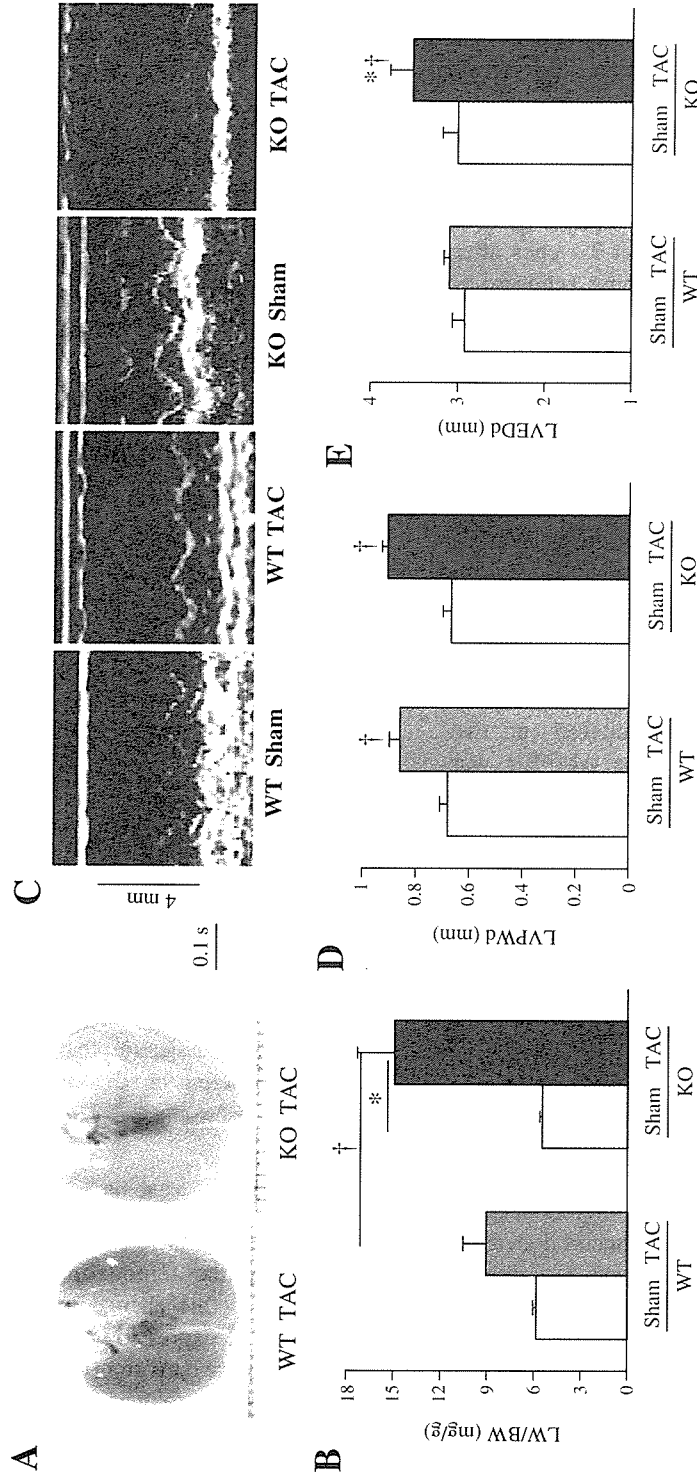 A
WT TAC
KO TAC
B
LW/BW (mg/g)
18
15
12
9
6
3
0
†
*
Sham TAC
WT
Sham TAC
KO
C
4 mm
0.1 s
WT Sham
WT TAC
KO Sham
KO TAC
D
LVPWd (mm)
1
0.8
0.6
0.4
0.2
0
†
†
Sham TAC
WT
Sham TAC
KO
E
LVEDd (mm)
4
3
2
1
*†
Sham TAC
WT
Sham TAC
KO